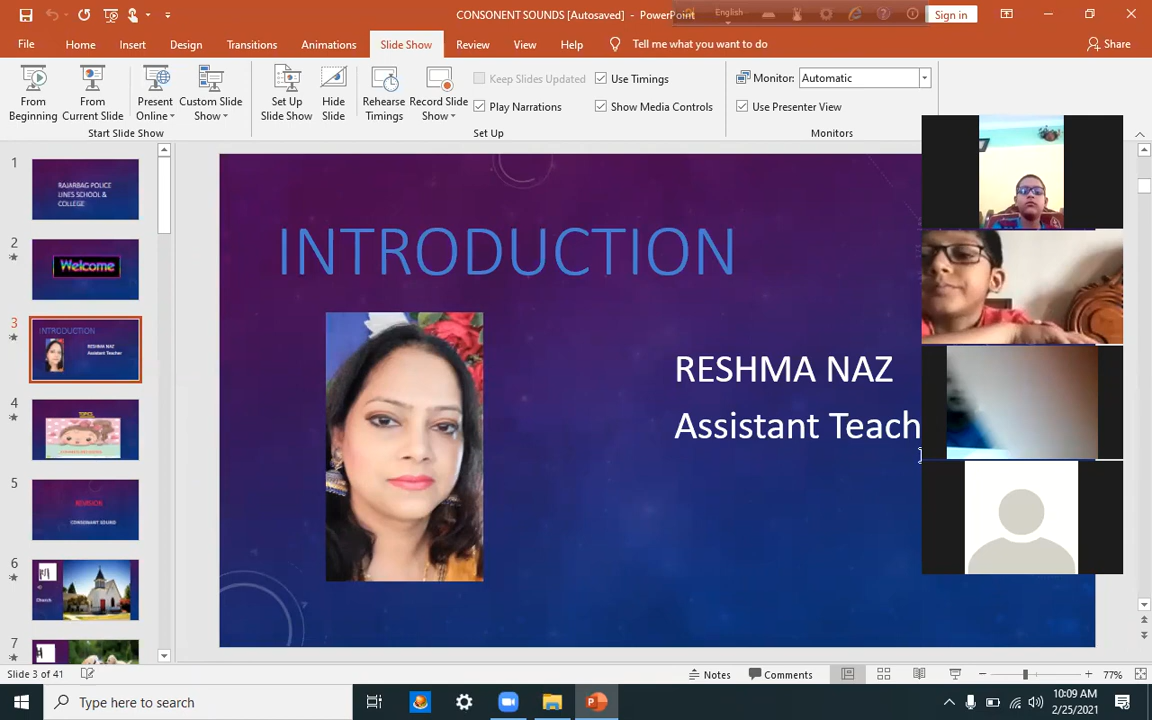 CONSONENT SOUNDS [Autosaved] - PowerPoint
English
Sign in
File
Home
Insert
Design
Transitions
Animations
Slide Show
Review
View
Help
Tell me what you want to do
Share
From Beginning
From Current Slide
Present Online
Custom Slide Show
Set Up Slide Show
Hide Slide
Rehearse Timings
Record Slide Show
Keep Slides Updated
Play Narrations
Use Timings
Show Media Controls
Monitor:
Automatic
Use Presenter View
Start Slide Show
Set Up
Monitors
1
RAJARBAG POLICE
LINES SCHOOL &
COLLEGE
2
Welcome
3
INTRODUCTION
RESHMA NAZ
Assistant Teacher
4
5
CONSONANT SOUND
6
Church
7
INTRODUCTION
RESHMA NAZ
Assistant Teach
Slide 3 of 41
Notes
Comments
77%
Type here to search
10:09 AM
2/25/2021